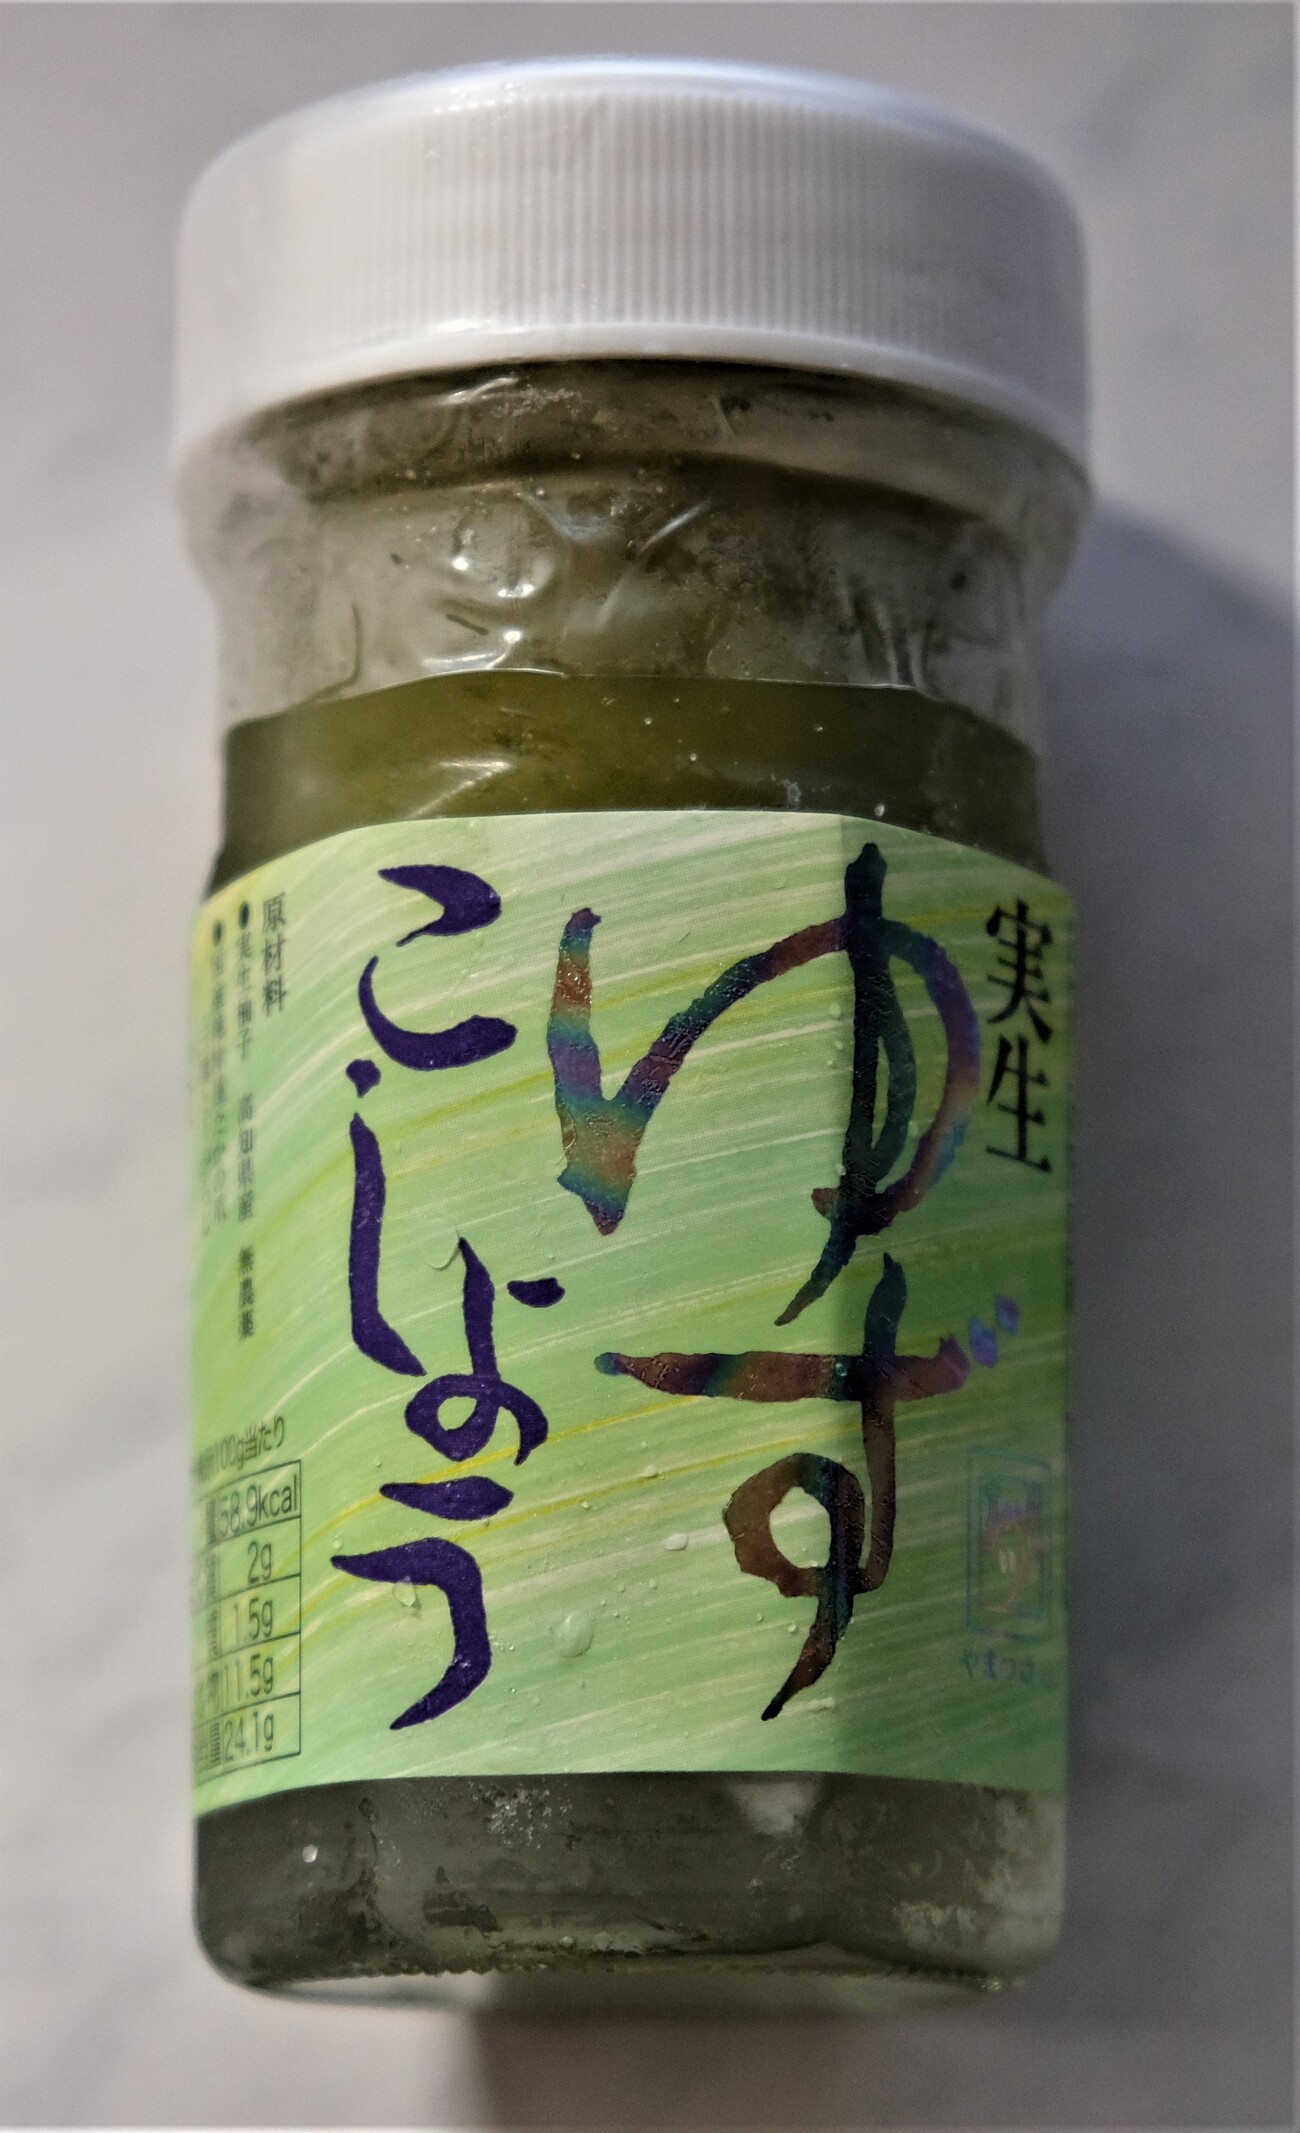 実生
ゆず
こしょう
原材料
●実生柚子 高知県産 無農薬
100g当たり
58.9kcal
2g
1.5g
11.5g
24.1g